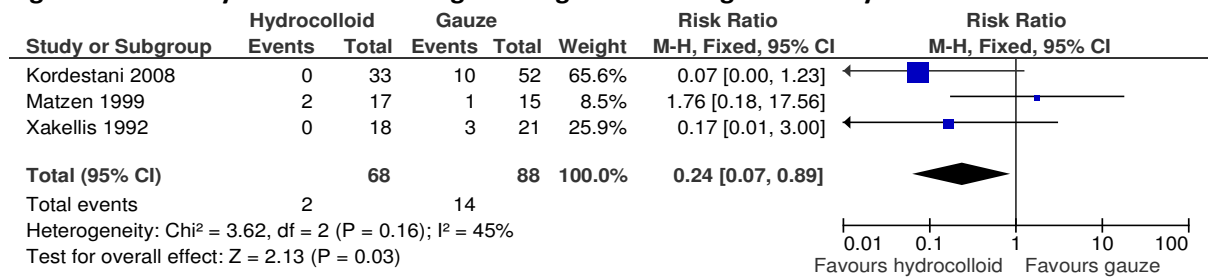 Hydrocolloid Gauze Risk Ratio Risk Ratio
Study or Subgroup Events Total Events Total Weight M-H, Fixed, 95% CI M-H, Fixed, 95% CI
Kordestani 2008 0 33 10 52 65.6% 0.07 [0.00, 1.23]
Matzen 1999 2 17 1 15 8.5% 1.76 [0.18, 17.56]
Xakellis 1992 0 18 3 21 25.9% 0.17 [0.01, 3.00]
Total (95% CI) 68 88 100.0% 0.24 [0.07, 0.89]
Total events 2 14
Heterogeneity: Chi² = 3.62, df = 2 (P = 0.16); I² = 45%
Test for overall effect: Z = 2.13 (P = 0.03)
0.01 0.1 1 10 100
Favours hydrocolloid Favours gauze